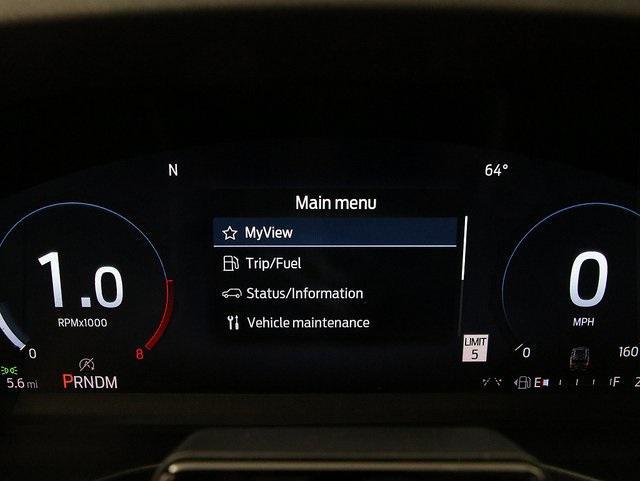 N
64°
Main menu
MyView
Trip/Fuel
Status/Information
Vehicle maintenance
1.0
RPMx1000
0
8
0
MPH
0
160
LIMIT
5
5.6 mi
PRNDM
E
F
2